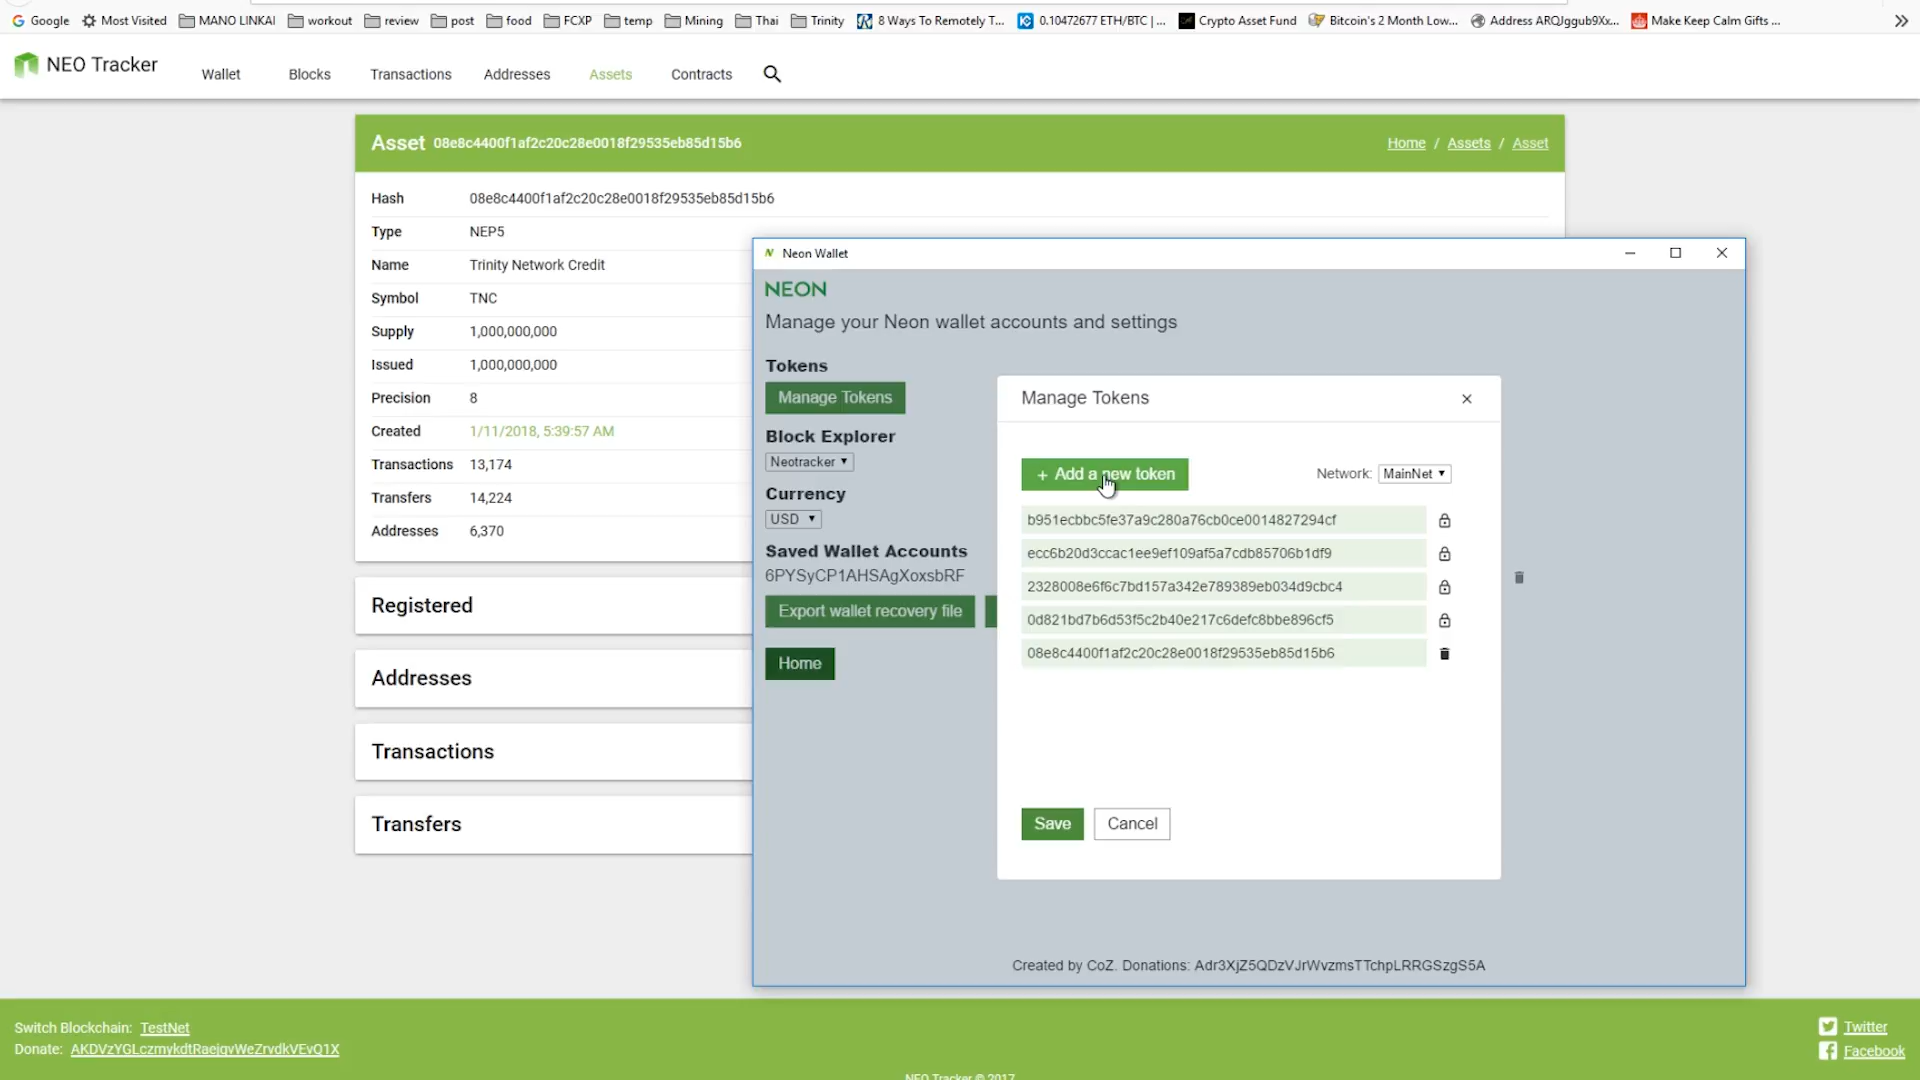 Google Most Visited MANO LINKAI workout review post food FCXP temp Mining Thai Trinity 8 Ways To Remotely T... 0.10472677 ETH/BTC | ... Crypto Asset Fund Bitcoin's 2 Month Low... Address ARQJggub9Xx... Make Keep Calm Gifts ...
NEO Tracker Wallet Blocks Transactions Addresses Assets Contracts
Asset 08e8c4400f1af2c20c28e0018f29535eb85d15b6 Home / Assets / Asset
Hash 08e8c4400f1af2c20c28e0018f29535eb85d15b6
Type NEP5
Name Trinity Network Credit
Symbol TNC
Supply 1,000,000,000
Issued 1,000,000,000
Precision 8
Created 1/11/2018, 5:39:57 AM
Transactions 13,174
Transfers 14,224
Addresses 6,370
Registered
Addresses
Transactions
Transfers
Neon Wallet
NEON
Manage your Neon wallet accounts and settings
Tokens
Manage Tokens
Block Explorer
Neotracker
Currency
USD
Saved Wallet Accounts
6PYSyCP1AHSAgXoxsbRF
Export wallet recovery file
Home
Manage Tokens
+ Add a new token Network: MainNet
b951ecbbc5fe37a9c280a76cb0ce0014827294cf
ecc6b20d3ccac1ee9ef109af5a7cdb85706b1df9
2328008e6f6c7bd157a342e789389eb034d9cbc4
0d821bd7b6d53f5c2b40e217c6defc8bbe896cf5
08e8c4400f1af2c20c28e0018f29535eb85d15b6
Save Cancel
Created by CoZ. Donations: Adr3XjZ5QDzVJrWvzmsTTchpLRRGSzgS5A
Switch Blockchain: TestNet
Donate: AKDVzYGLczmykdtRaejgvWeZrvdkVEvQ1X
Twitter
Facebook
NEO Tracker © 2017